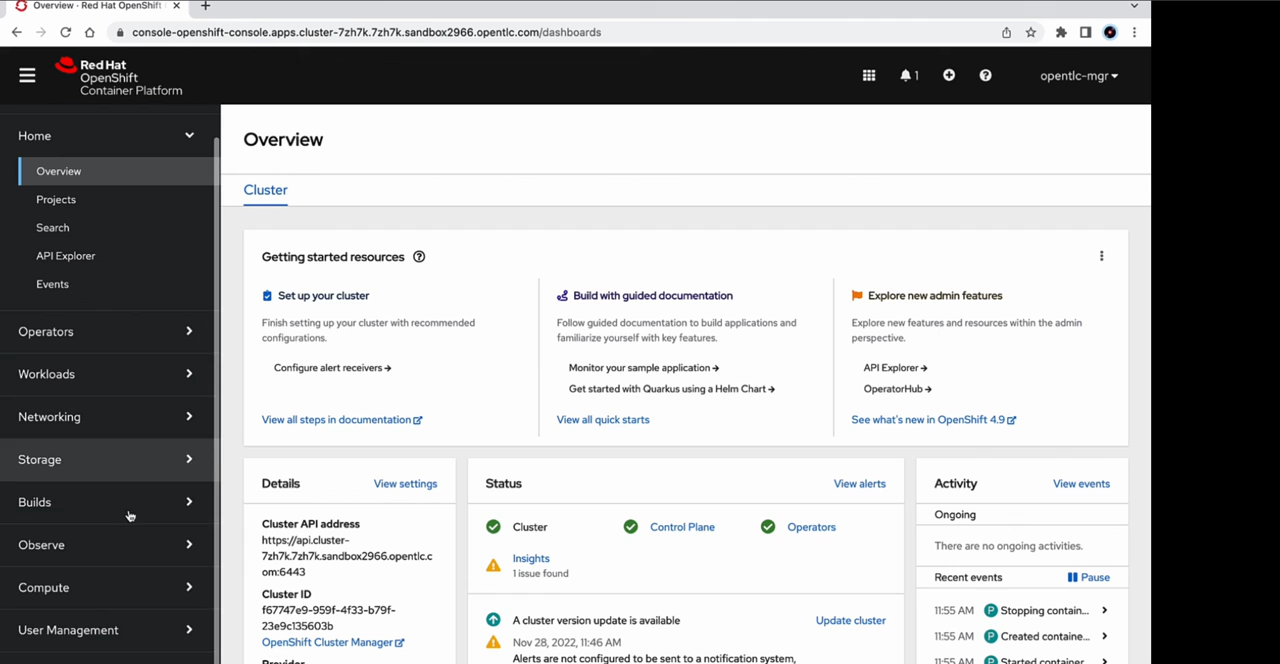 Overview · Red Hat OpenShift
console-openshift-console.apps.cluster-7zh7k.7zh7k.sandbox2966.opentlc.com/dashboards
Red Hat
OpenShift
Container Platform
1
opentlc-mgr
Home
Overview
Projects
Search
API Explorer
Events
Operators
Workloads
Networking
Storage
Builds
Observe
Compute
User Management
Overview
Cluster
Getting started resources
Set up your cluster
Finish setting up your cluster with recommended
configurations.
Configure alert receivers
View all steps in documentation
Build with guided documentation
Follow guided documentation to build applications and
familiarize yourself with key features.
Monitor your sample application
Get started with Quarkus using a Helm Chart
View all quick starts
Explore new admin features
Explore new features and resources within the admin
perspective.
API Explorer
OperatorHub
See what's new in OpenShift 4.9
Details
View settings
Cluster API address
https://api.cluster-
7zh7k.7zh7k.sandbox2966.opentlc.c
om:6443
Cluster ID
f67747e9-959f-4f33-b79f-
23e9c135603b
OpenShift Cluster Manager
Provider
Status
View alerts
Cluster
Control Plane
Operators
Insights
1 issue found
A cluster version update is available
Update cluster
Nov 28, 2022, 11:46 AM
Alerts are not configured to be sent to a notification system,
Activity
View events
Ongoing
There are no ongoing activities.
Recent events
Pause
11:55 AM P Stopping contain...
11:55 AM P Created containe...
11:55 AM P Started container